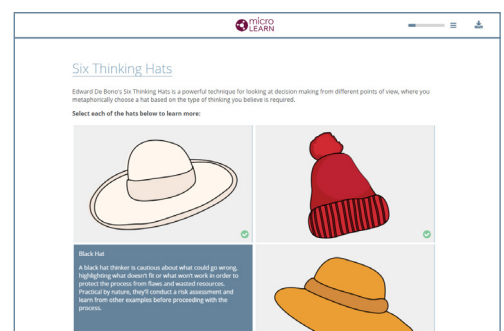 micro
LEARN
Six Thinking Hats
Edward De Bono's Six Thinking Hats is a powerful technique for looking at decision making from different points of view, where you
metaphorically choose a hat based on the type of thinking you believe is required.
Select each of the hats below to learn more:
Black Hat
A black hat thinker is cautious about what could go wrong,
highlighting what doesn't fit or what won't work in order to
protect the process from flaws and wasted resources.
Practical by nature, they'll conduct a risk assessment and
learn from other examples before proceeding with the
process.